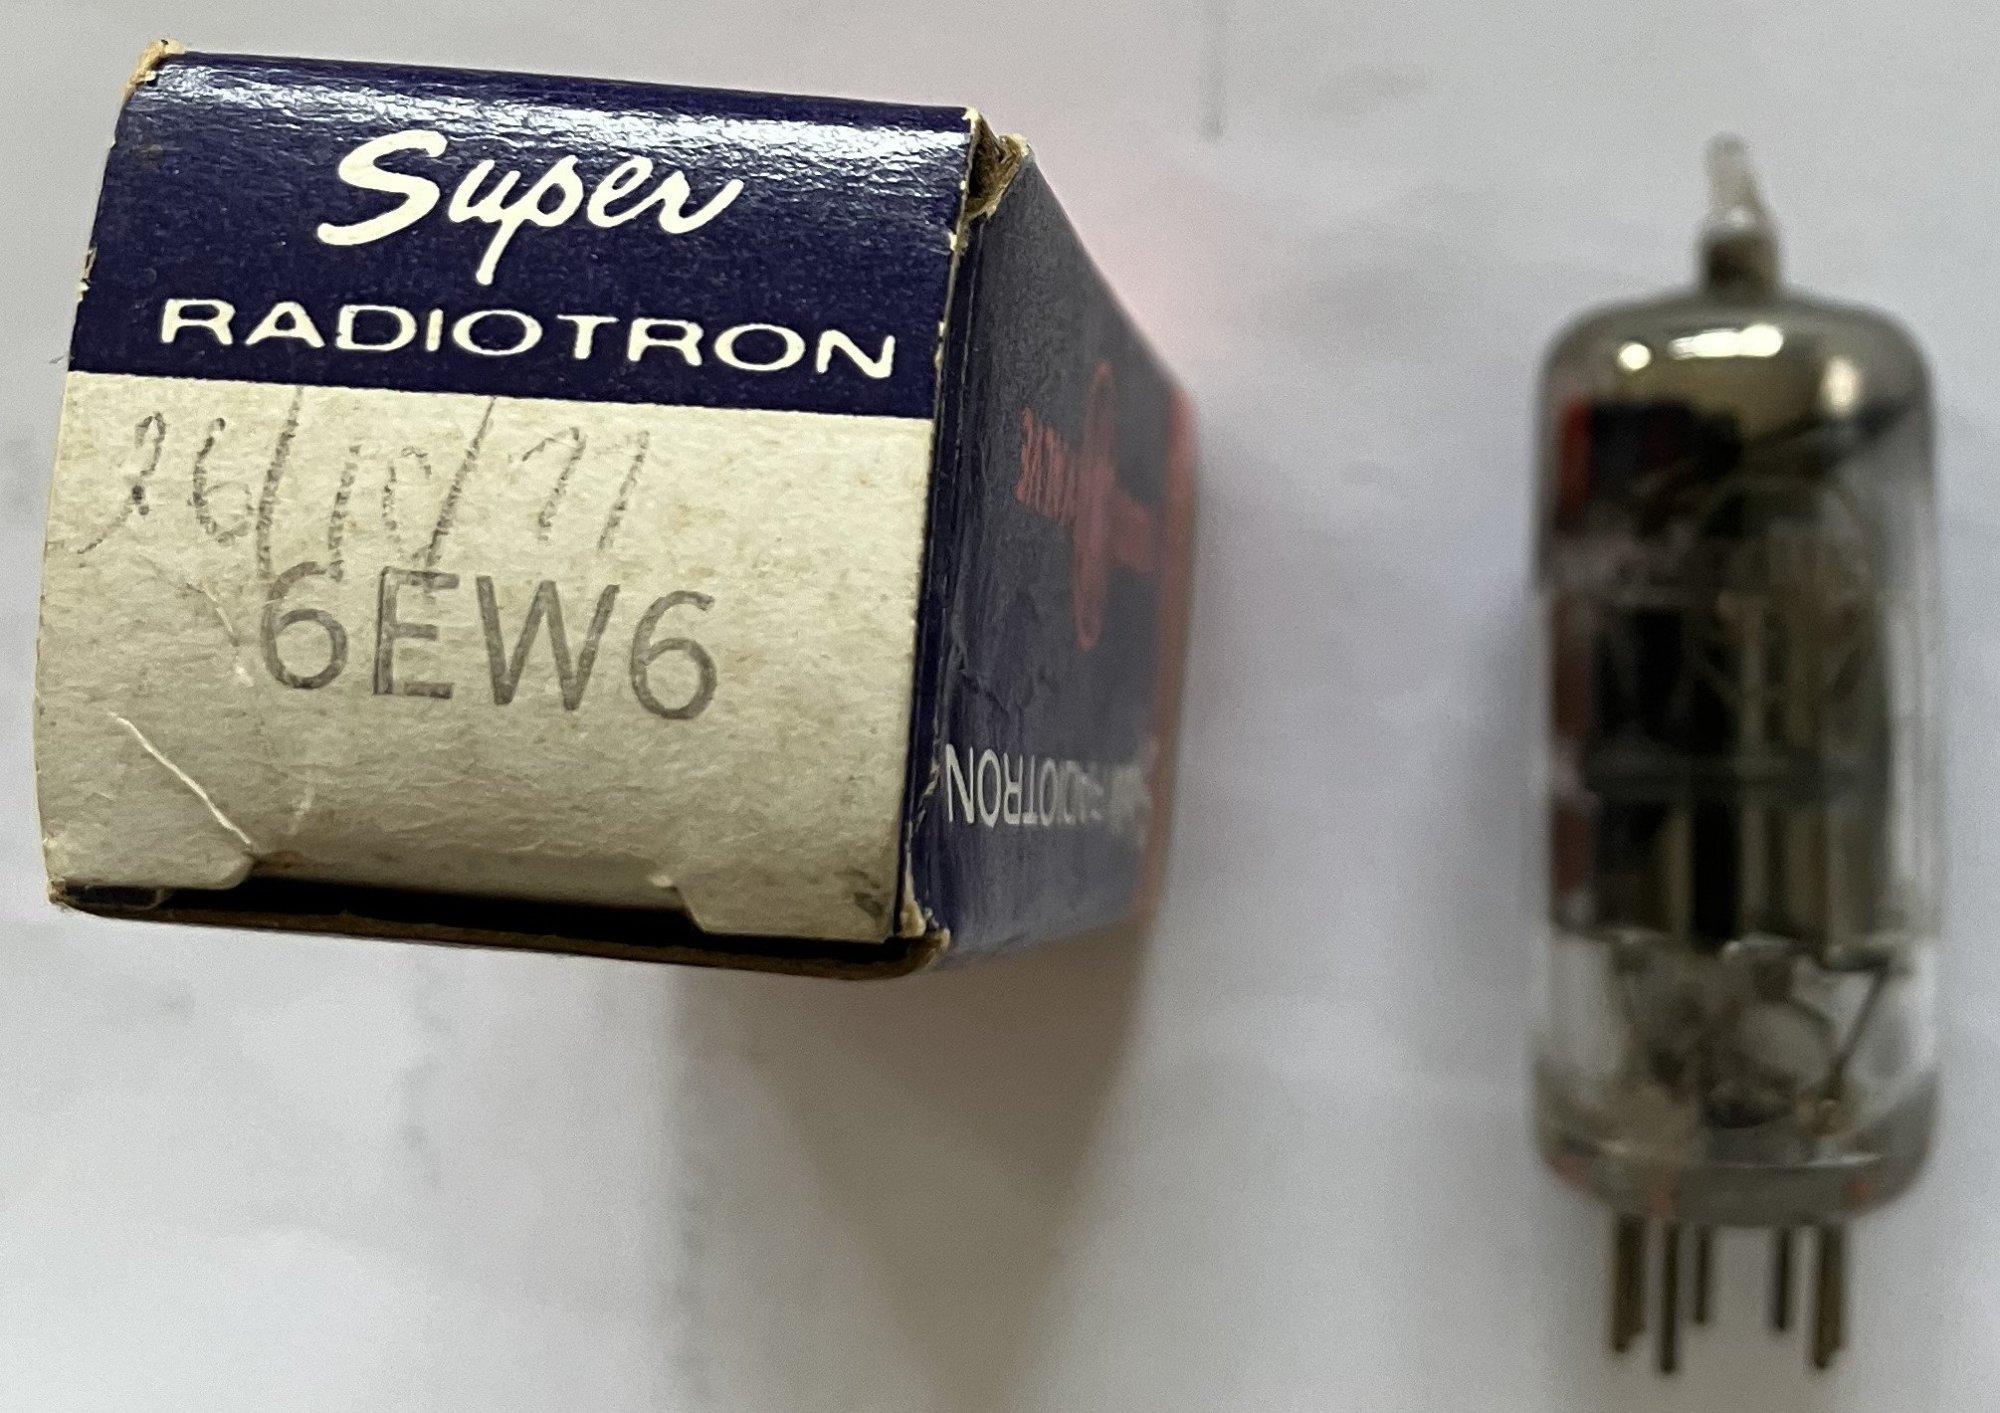 Super
RADIOTRON
26/10/71
6EW6
RADIOTRON